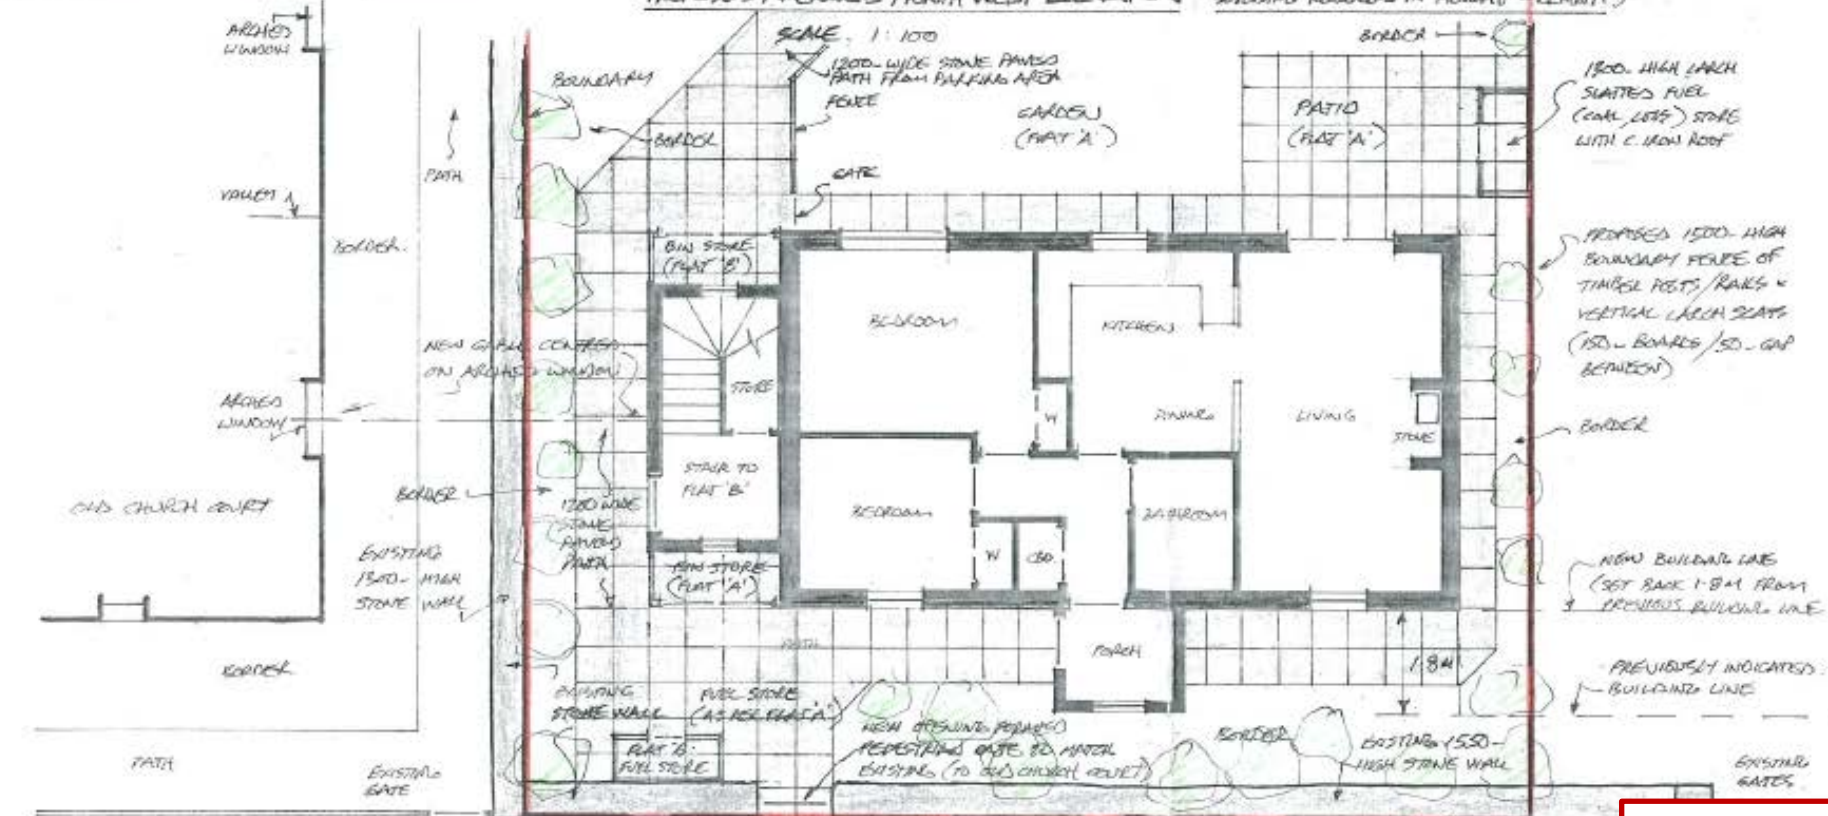 ARCHED
WINDOW
SCALE. 1:100
1200-WIDE STONE PAVED
PATH FROM PARKING AREA
FENCE
BOUNDARY
BORDER
PATH
GARDEN
(FLAT 'A')
PATIO
(FLAT 'A')
BORDER
1300-HIGH LARCH
SLATTED FUEL
(COAL, LOGS) STORE
WITH C. IRON ROOF
VALLEY
BORDER
GATE
BIN STORE
(FLAT 'B')
PROPOSED 1500-HIGH
BOUNDARY FENCE OF
TIMBER POSTS/RAILS &
VERTICAL LARCH SLATS
(150-BOARDS/50-GAP
BETWEEN)
NEW GABLE CENTRED
ON ARCHED WINDOW
STORE
BEDROOM
KITCHEN
W
DINING
LIVING
STOVE
ARCHED
WINDOW
BORDER
OLD CHURCH COURT
BORDER
STAIR TO
FLAT 'B'
1200 WIDE
STONE
PAVED
PATH
BEDROOM
BATHROOM
W
CBD.
EXISTING
1300-HIGH
STONE WALL
BIN STORE
(FLAT 'A')
NEW BUILDING LINE
(SET BACK 1.8M FROM
PREVIOUS BUILDING LINE
BORDER
PATH
PORCH
1.8M
PREVIOUSLY INDICATED
BUILDING LINE
EXISTING
STONE WALL
FUEL STORE
(AS PER FLAT 'A')
FLAT 'B'
FUEL STORE
NEW OPENING FORMED
PEDESTRIAN GATE TO MATCH
EXISTING (TO OLD CHURCH COURT)
BORDER
EXISTING 1550-
HIGH STONE WALL
PATH
EXISTING
GATE
EXISTING
GATES